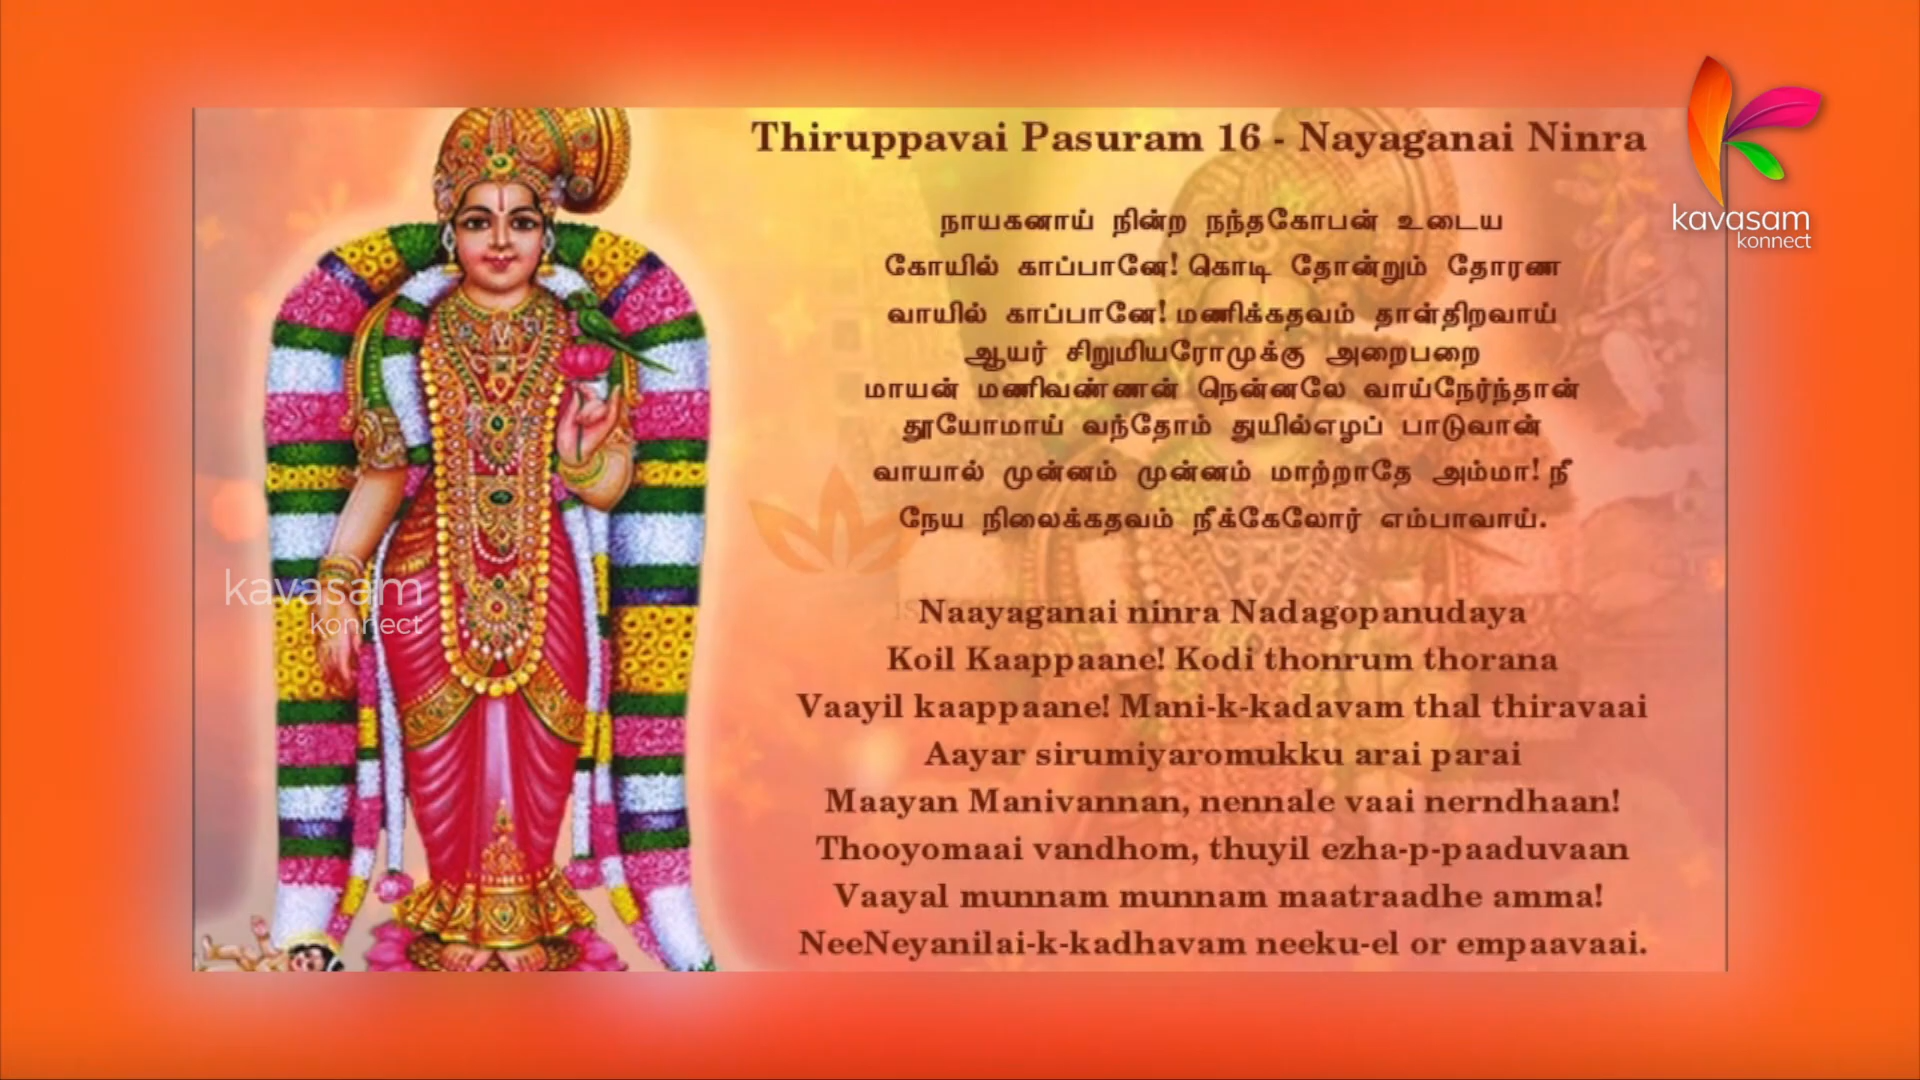 Thiruppavai Pasuram 16 - Nayaganai Ninra
kavasam
konnect
நாயகனாய் நின்ற நந்தகோபன் உடைய
கோயில் காப்பானே! கொடி தோன்றும் தோரண
வாயில் காப்பானே! மணிக்கதவம் தாள்திறவாய்
ஆயர் சிறுமியரோமுக்கு அறைபறை
மாயன் மணிவண்ணன் நென்னலே வாய்நேர்ந்தான்
தூயோமாய் வந்தோம் துயில்எழப் பாடுவான்
வாயால் முன்னம் முன்னம் மாற்றாதே அம்மா! நீ
நேய நிலைக்கதவம் நீக்கேலோர் எம்பாவாய்.
kavasam
konnect
Naayaganai ninra Nadagopanudaya
Koil Kaappaane! Kodi thonrum thorana
Vaayil kaappaane! Mani-k-kadavam thal thiravaai
Aayar sirumiyaromukku arai parai
Maayan Manivannan, nennale vaai nerndhaan!
Thooyomaai vandhom, thuyil ezha-p-paaduvaan
Vaayal munnam munnam maatraadhe amma!
NeeNeyanilai-k-kadhavam neeku-el or empaavaai.